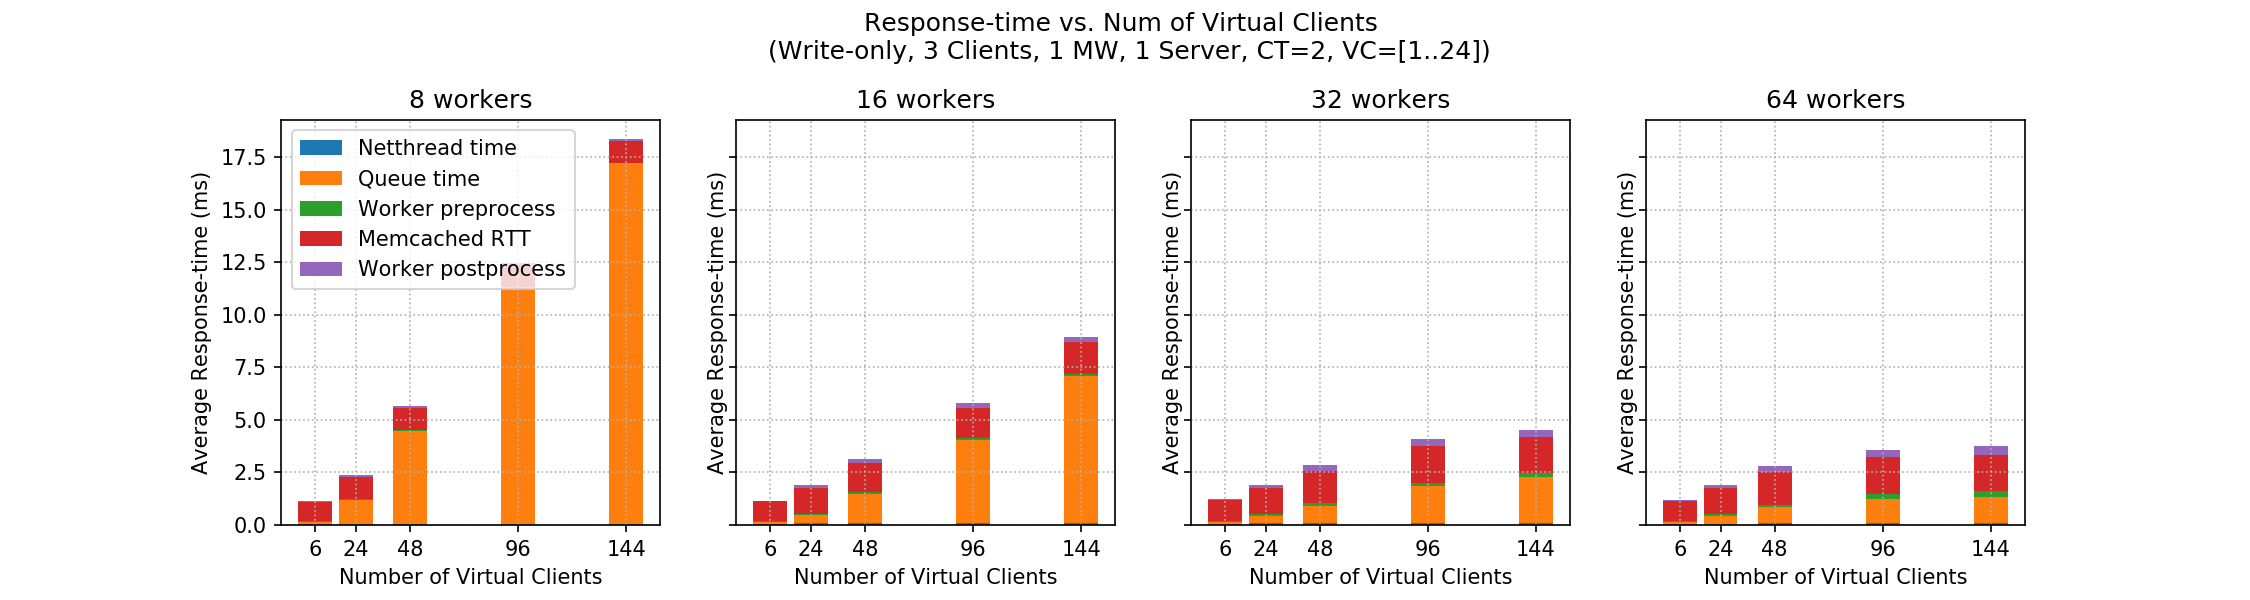 Response-time vs. Num of Virtual Clients
(Write-only, 3 Clients, 1 MW, 1 Server, CT=2, VC=[1..24])
8 workers
16 workers
32 workers
64 workers
Netthread time
Queue time
Worker preprocess
Memcached RTT
Worker postprocess
Average Response-time (ms)
17.5
15.0
12.5
10.0
7.5
5.0
2.5
0.0
6 24 48 96 144
Number of Virtual Clients
Average Response-time (ms)
6 24 48 96 144
Number of Virtual Clients
Average Response-time (ms)
6 24 48 96 144
Number of Virtual Clients
Average Response-time (ms)
6 24 48 96 144
Number of Virtual Clients